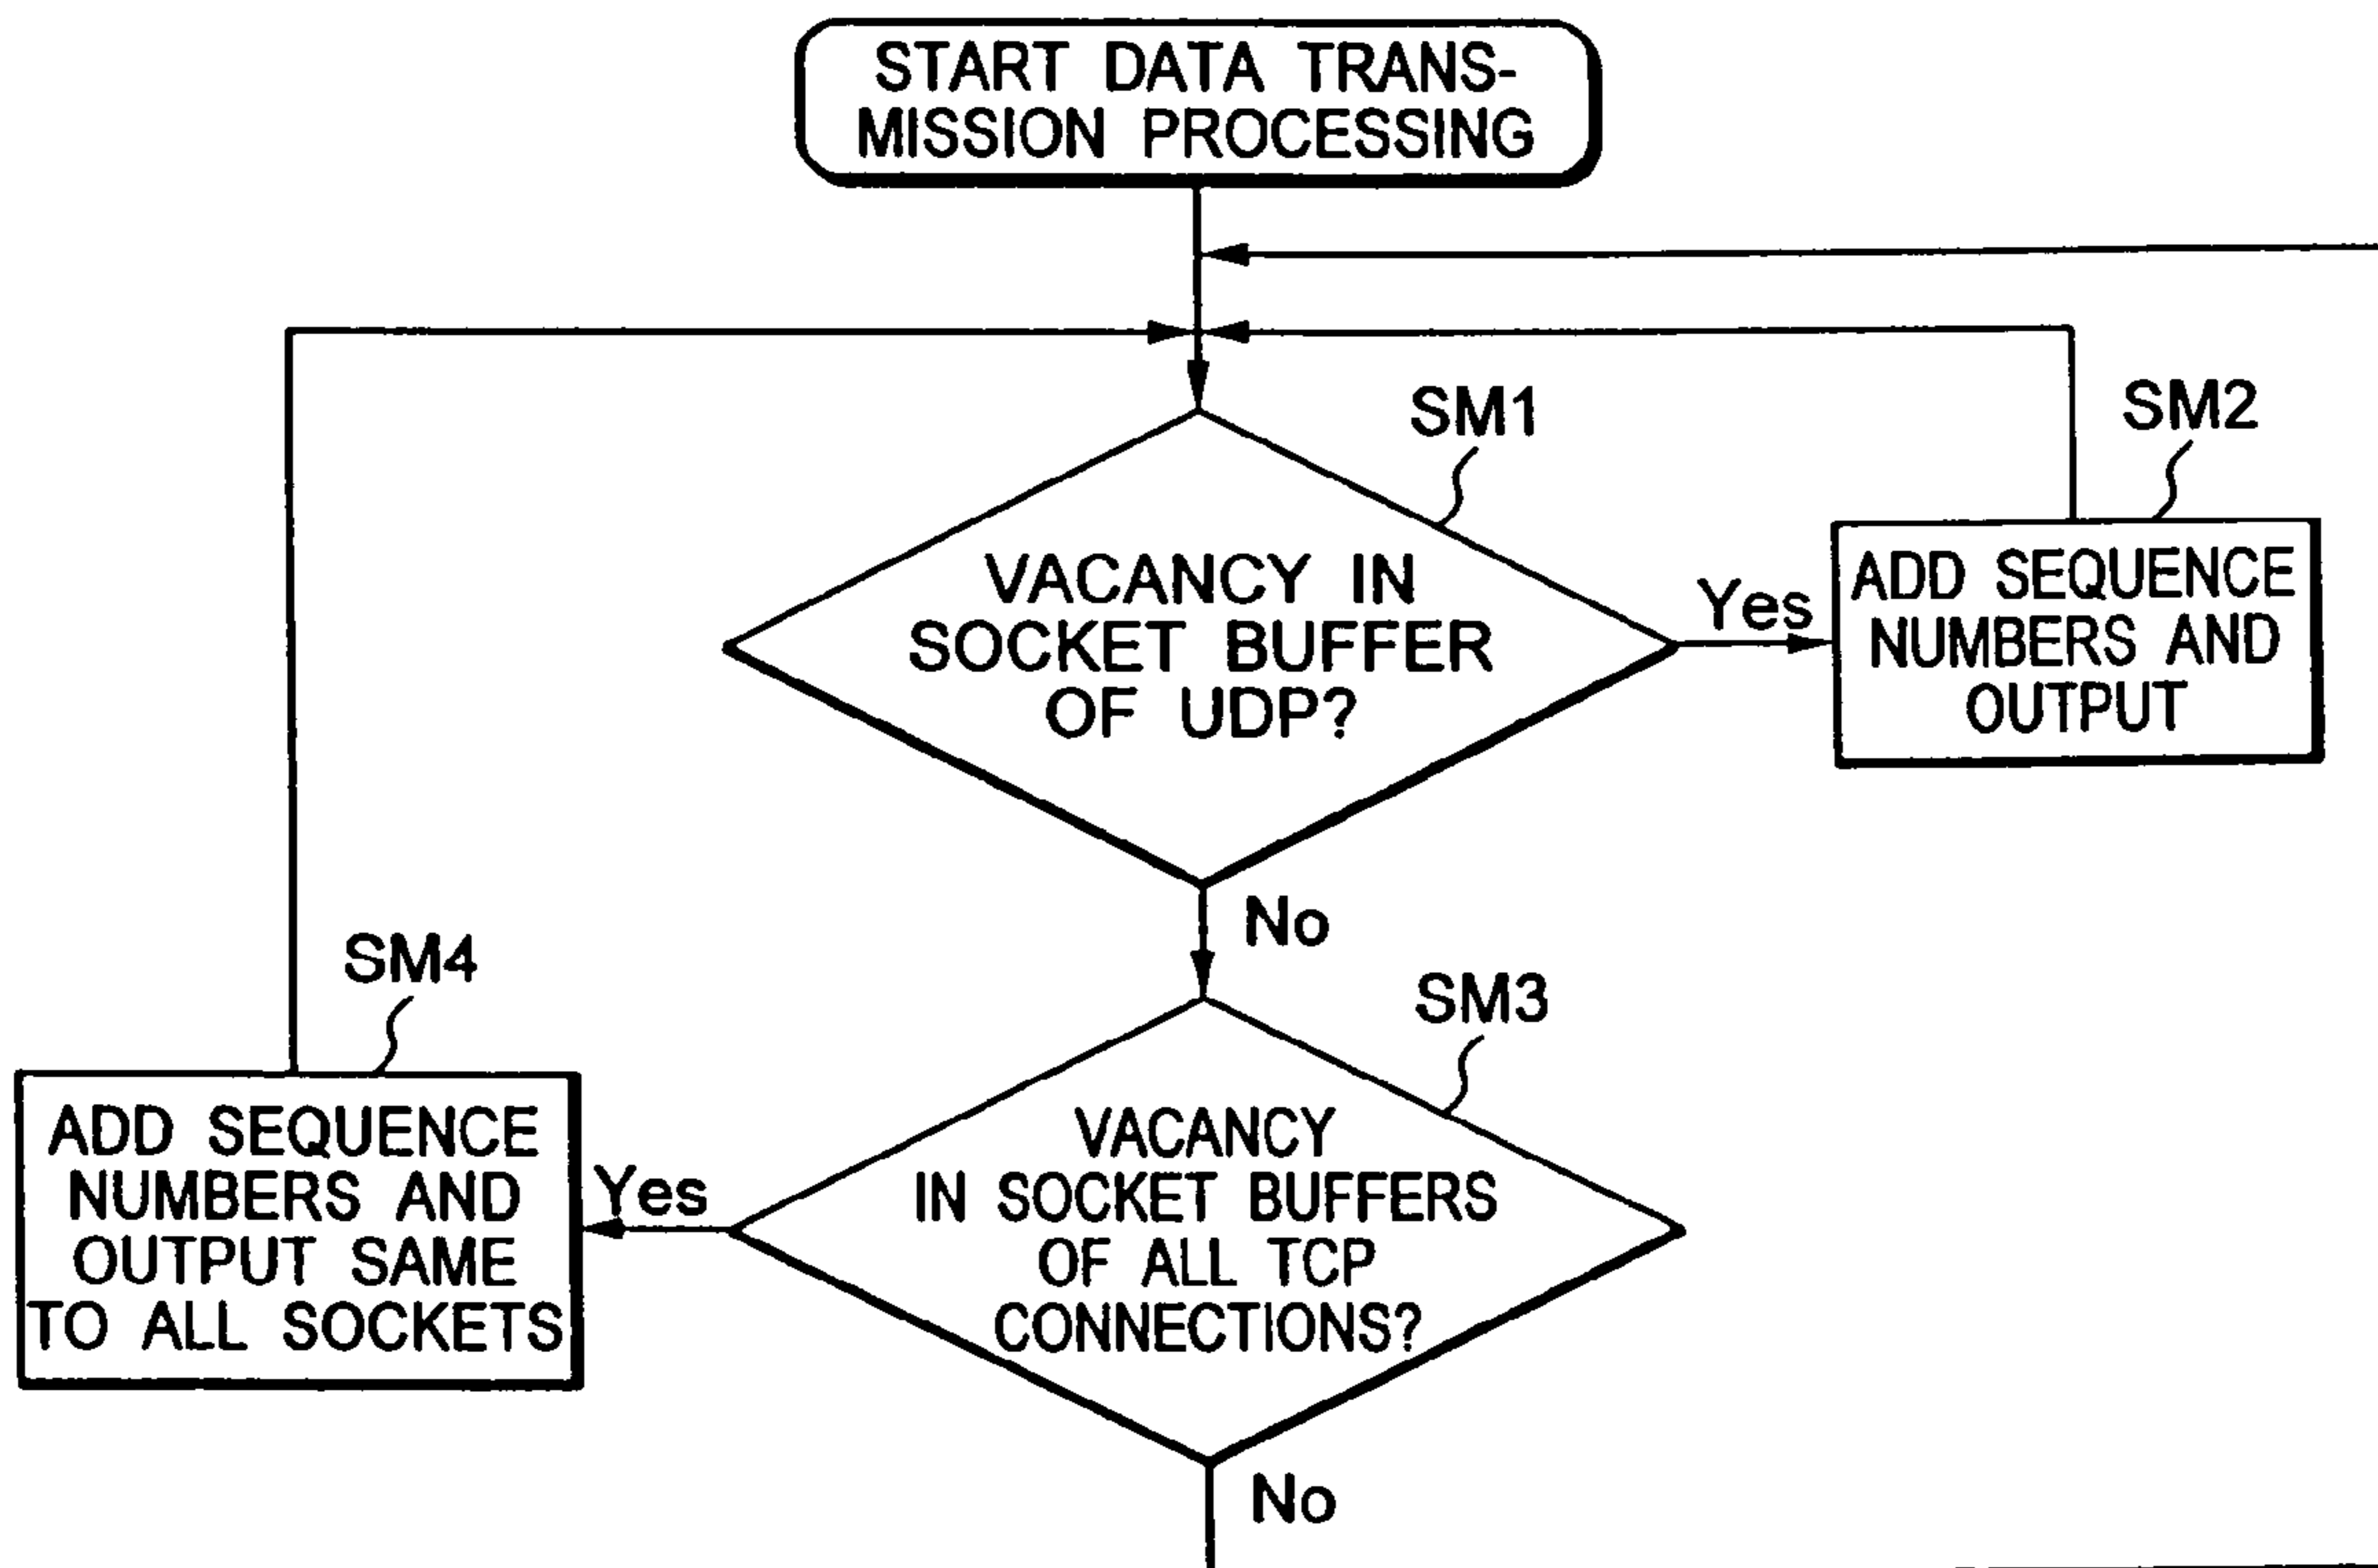 START DATA TRANS-
MISSION PROCESSING
SM1
SM2
VACANCY IN
SOCKET BUFFER
OF UDP?
Yes
ADD SEQUENCE
NUMBERS AND
OUTPUT
No
SM4
SM3
ADD SEQUENCE
NUMBERS AND
OUTPUT SAME
TO ALL SOCKETS
Yes
VACANCY
IN SOCKET BUFFERS
OF ALL TCP
CONNECTIONS?
No